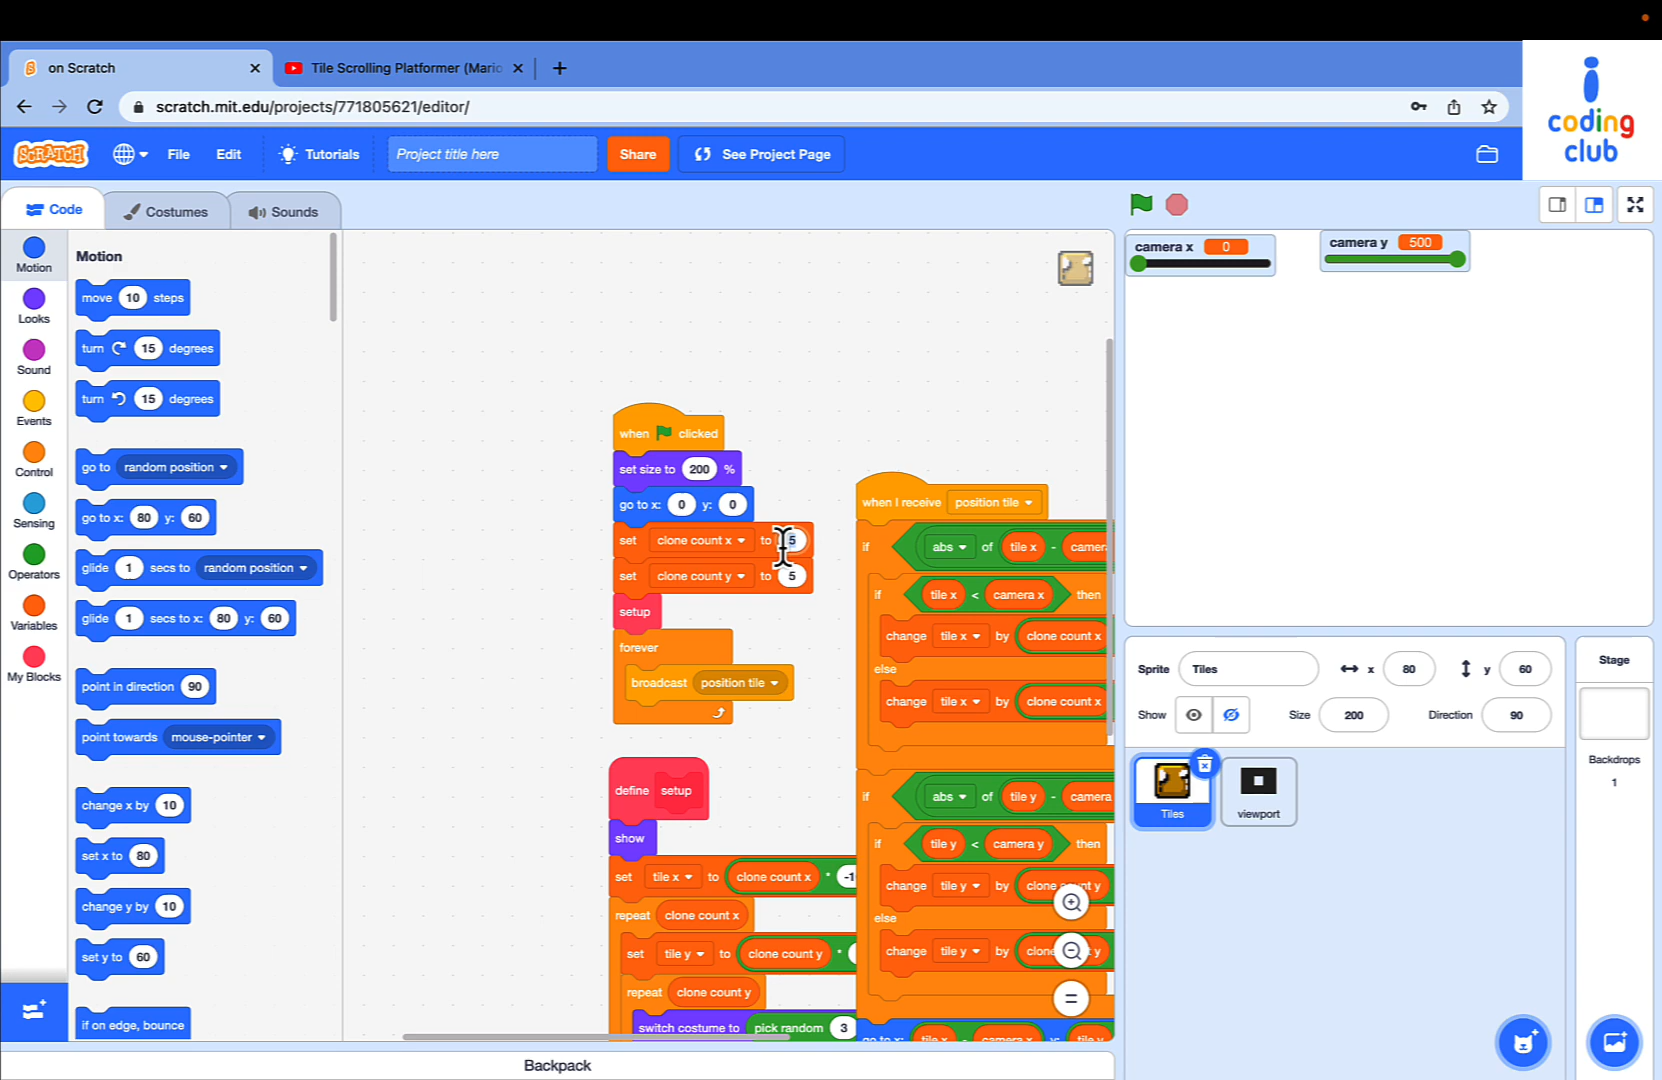 on Scratch
Tile Scrolling Platformer (Mario
scratch.mit.edu/projects/771805621/editor/
coding
club
SCRATCH
File
Edit
Tutorials
Project title here
Share
See Project Page
Code
Costumes
Sounds
Motion
Looks
Sound
Events
Control
Sensing
Operators
Variables
My Blocks
Motion
move 10 steps
turn 15 degrees
turn 15 degrees
go to random position
go to x: 80 y: 60
glide 1 secs to random position
glide 1 secs to x: 80 y: 60
point in direction 90
point towards mouse-pointer
change x by 10
set x to 80
change y by 10
set y to 60
if on edge, bounce
when clicked
set size to 200 %
go to x: 0 y: 0
set clone count x to 5
set clone count y to 5
setup
forever
broadcast position tile
define setup
show
set tile x to clone count x * -1
repeat clone count x
set tile y to clone count y *
repeat clone count y
switch costume to pick random 3
when I receive position tile
if abs of tile x -
if tile x < camera x then
change tile x by clone count x
else
change tile x by clone count x
if abs of tile y - camera
if tile y < camera y then
change tile y by clone count y
else
change tile y by clone y
go to x: tile x - camera x y: tile y
camera x 0
camera y 500
Sprite Tiles x 80 y 60
Show Size 200 Direction 90
Tiles
viewport
Stage
Backdrops
1
Backpack